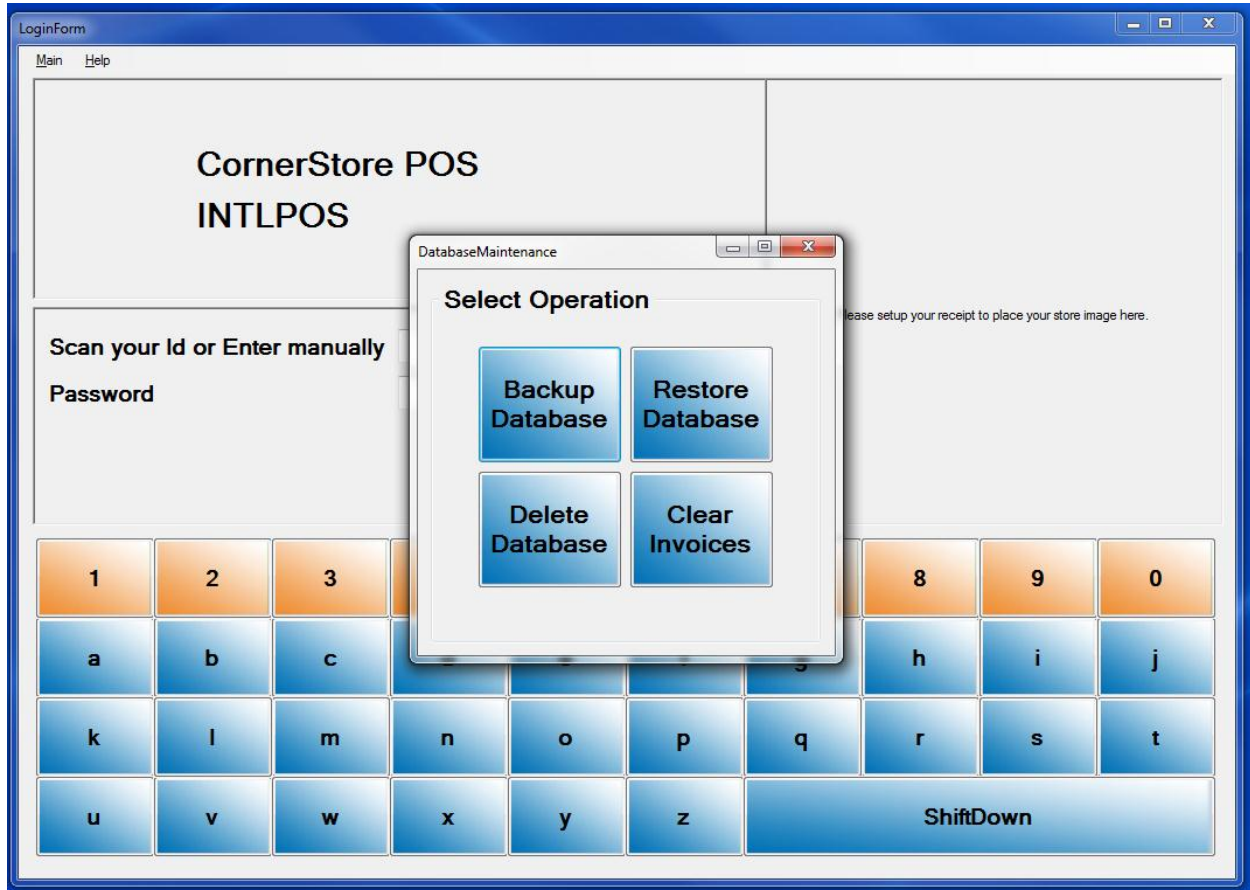 LoginForm
Main Help
CornerStore POS
INTLPOS
DatabaseMaintenance
Select Operation
Backup
Database
Restore
Database
Delete
Database
Clear
Invoices
setup your receipt to place your store image here.
Scan your Id or Enter manually
Password
1 2 3 8 9 0
a b c h i j
k l m n o p q r s t
u v w x y z ShiftDown